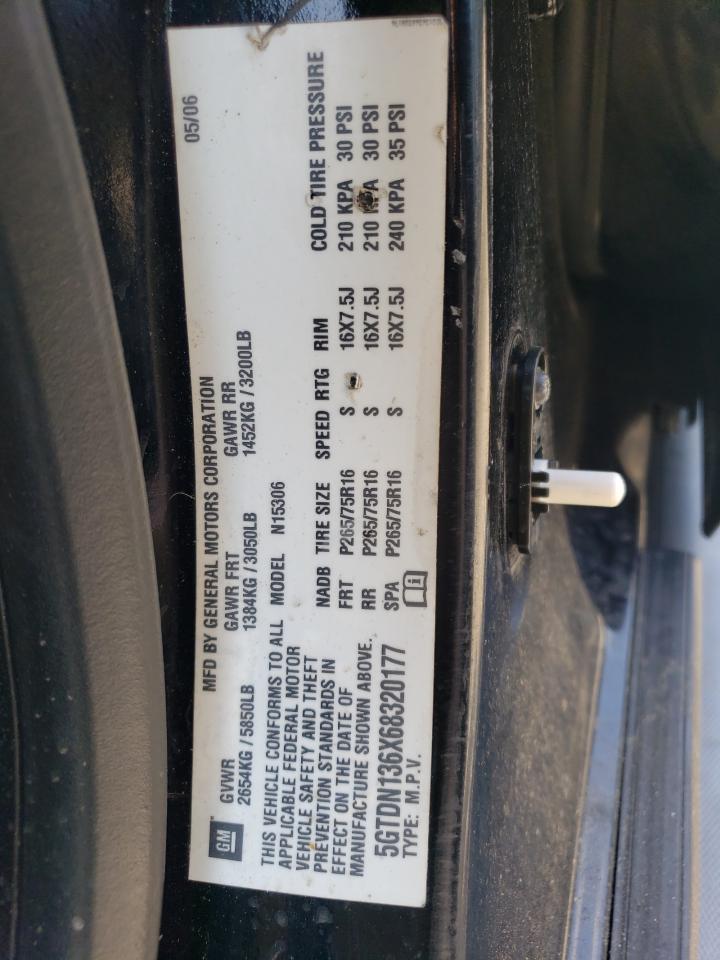 MFD BY GENERAL MOTORS CORPORATION 05/06
GM GVWR GAWR FRT GAWR RR
2654KG / 5850LB 1384KG / 3050LB 1452KG / 3200LB
THIS VEHICLE CONFORMS TO ALL
APPLICABLE FEDERAL MOTOR
VEHICLE SAFETY AND THEFT
PREVENTION STANDARDS IN
EFFECT ON THE DATE OF
MANUFACTURE SHOWN ABOVE.
5GTDN136X68320177
TYPE: M.P.V.
MODEL N15306
NADB TIRE SIZE SPEED RTG RIM COLD TIRE PRESSURE
FRT P265/75R16 S 16X7.5J 210 KPA 30 PSI
RR P265/75R16 S 16X7.5J 210 KPA 30 PSI
SPA P265/75R16 S 16X7.5J 240 KPA 35 PSI